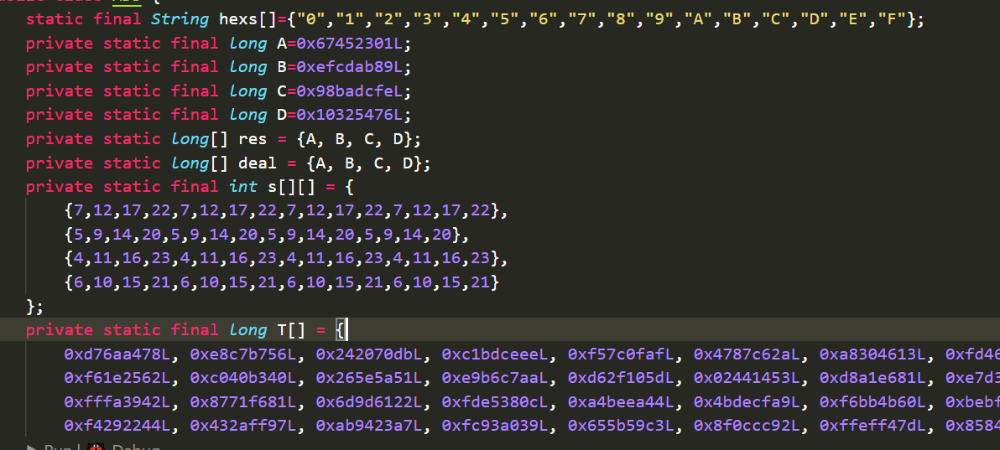 static final String hexs[]={"0","1","2","3","4","5","6","7","8","9","A","B","C","D","E","F"};
private static final long A=0x67452301L;
private static final long B=0xefcdab89L;
private static final long C=0x98badcfeL;
private static final long D=0x10325476L;
private static long[] res = {A, B, C, D};
private static long[] deal = {A, B, C, D};
private static final int s[][] = {
{7,12,17,22,7,12,17,22,7,12,17,22,7,12,17,22},
{5,9,14,20,5,9,14,20,5,9,14,20,5,9,14,20},
{4,11,16,23,4,11,16,23,4,11,16,23,4,11,16,23},
{6,10,15,21,6,10,15,21,6,10,15,21,6,10,15,21}
};
private static final long T[] = {
0xd76aa478L, 0xe8c7b756L, 0x242070dbL, 0xc1bdceeeL, 0xf57c0fafL, 0x4787c62aL, 0xa8304613L, 0xfd46
0xf61e2562L, 0xc040b340L, 0x265e5a51L, 0xe9b6c7aaL, 0xd62f105dL, 0x02441453L, 0xd8a1e681L, 0xe7d3
0xfffa3942L, 0x8771f681L, 0x6d9d6122L, 0xfde5380cL, 0xa4beea44L, 0x4bdecfa9L, 0xf6bb4b60L, 0xbebf
0xf4292244L, 0x432aff97L, 0xab9423a7L, 0xfc93a039L, 0x655b59c3L, 0x8f0ccc92L, 0xffeff47dL, 0x8584
Run | Debug